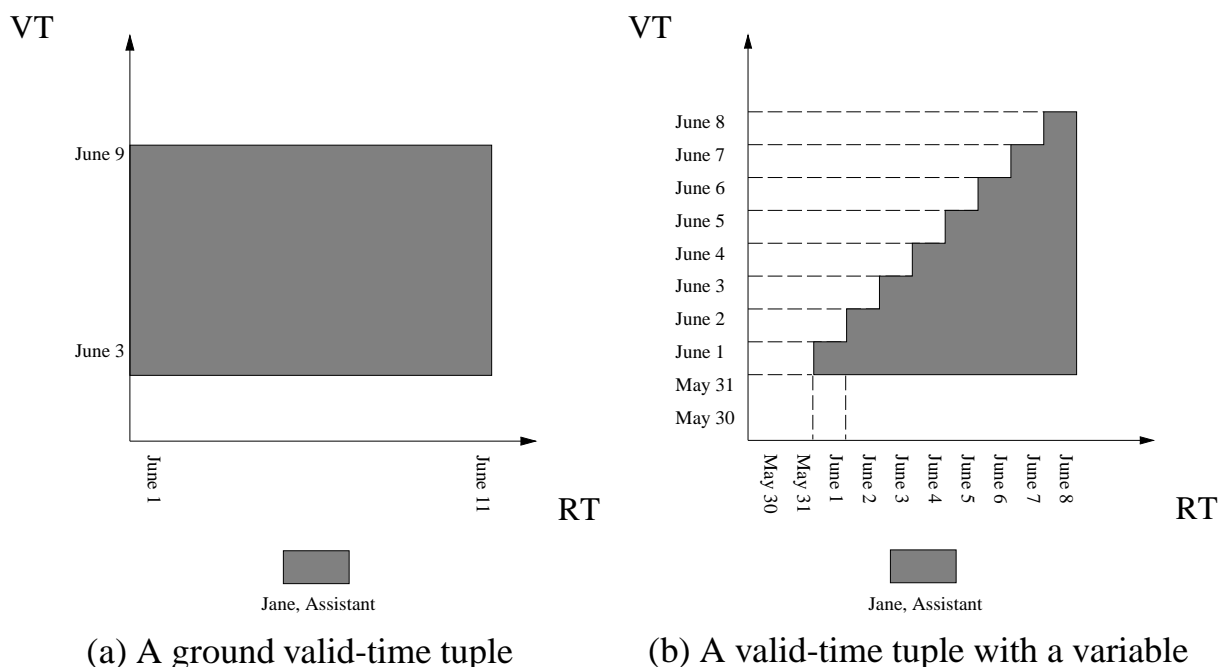 VT
June 9
June 3
June 1
June 11
RT
Jane, Assistant
(a) A ground valid-time tuple
VT
June 8
June 7
June 6
June 5
June 4
June 3
June 2
June 1
May 31
May 30
May 30
May 31
June 1
June 2
June 3
June 4
June 5
June 6
June 7
June 8
RT
Jane, Assistant
(b) A valid-time tuple with a variable